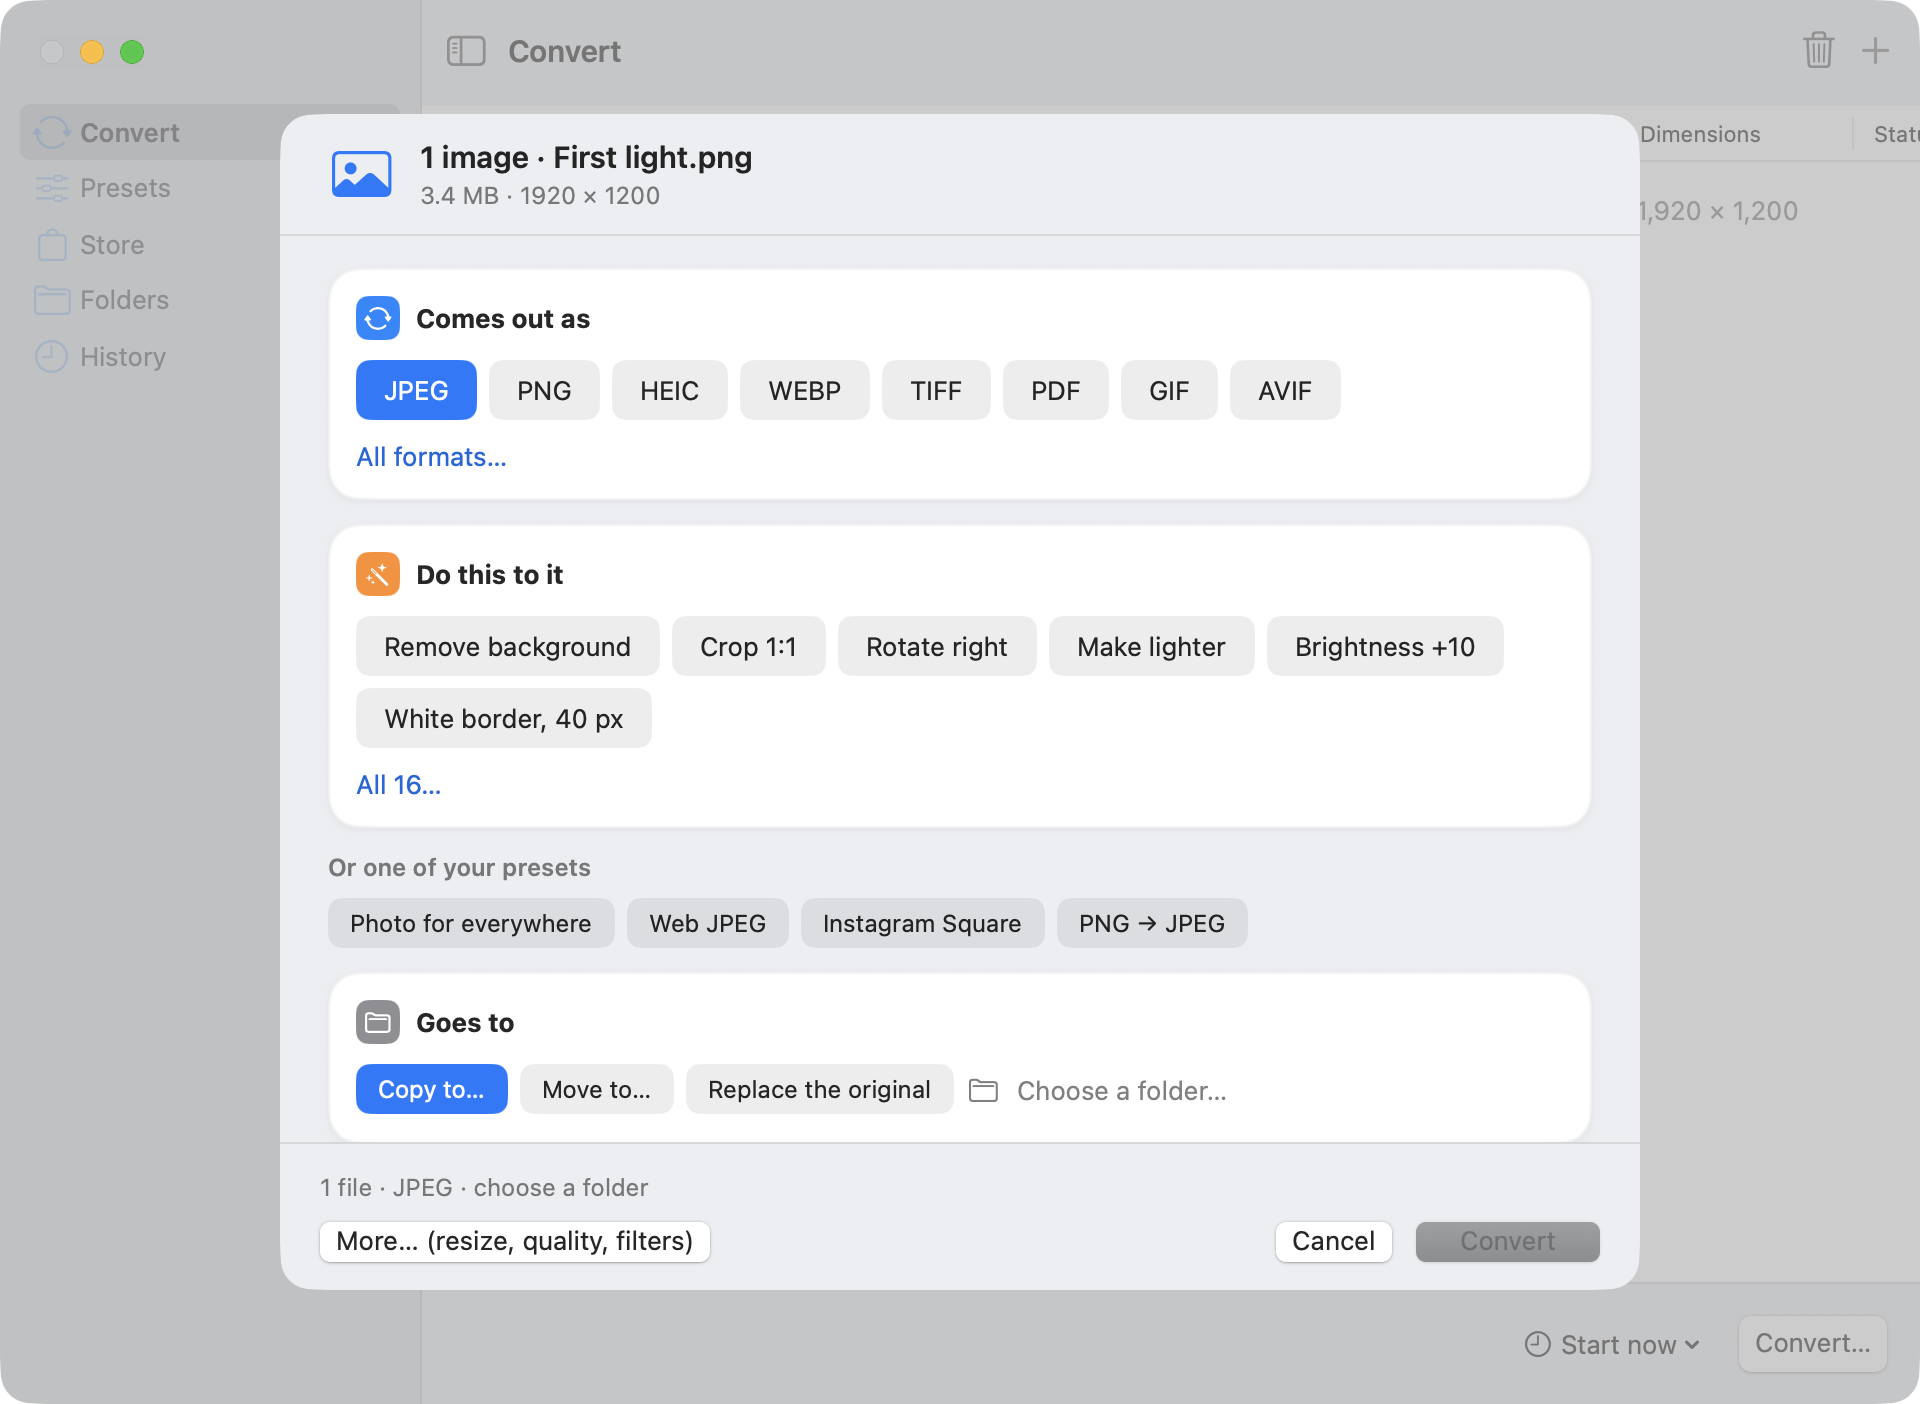 Convert
Convert
Presets
Store
Folders
History
Dimensions
Statu
1,920 × 1,200
1 image · First light.png
3.4 MB · 1920 × 1200
Comes out as
JPEG PNG HEIC WEBP TIFF PDF GIF AVIF
All formats...
Do this to it
Remove background Crop 1:1 Rotate right Make lighter Brightness +10
White border, 40 px
All 16...
Or one of your presets
Photo for everywhere Web JPEG Instagram Square PNG → JPEG
Goes to
Copy to... Move to... Replace the original Choose a folder...
1 file · JPEG · choose a folder
More... (resize, quality, filters) Cancel Convert
Start now Convert...